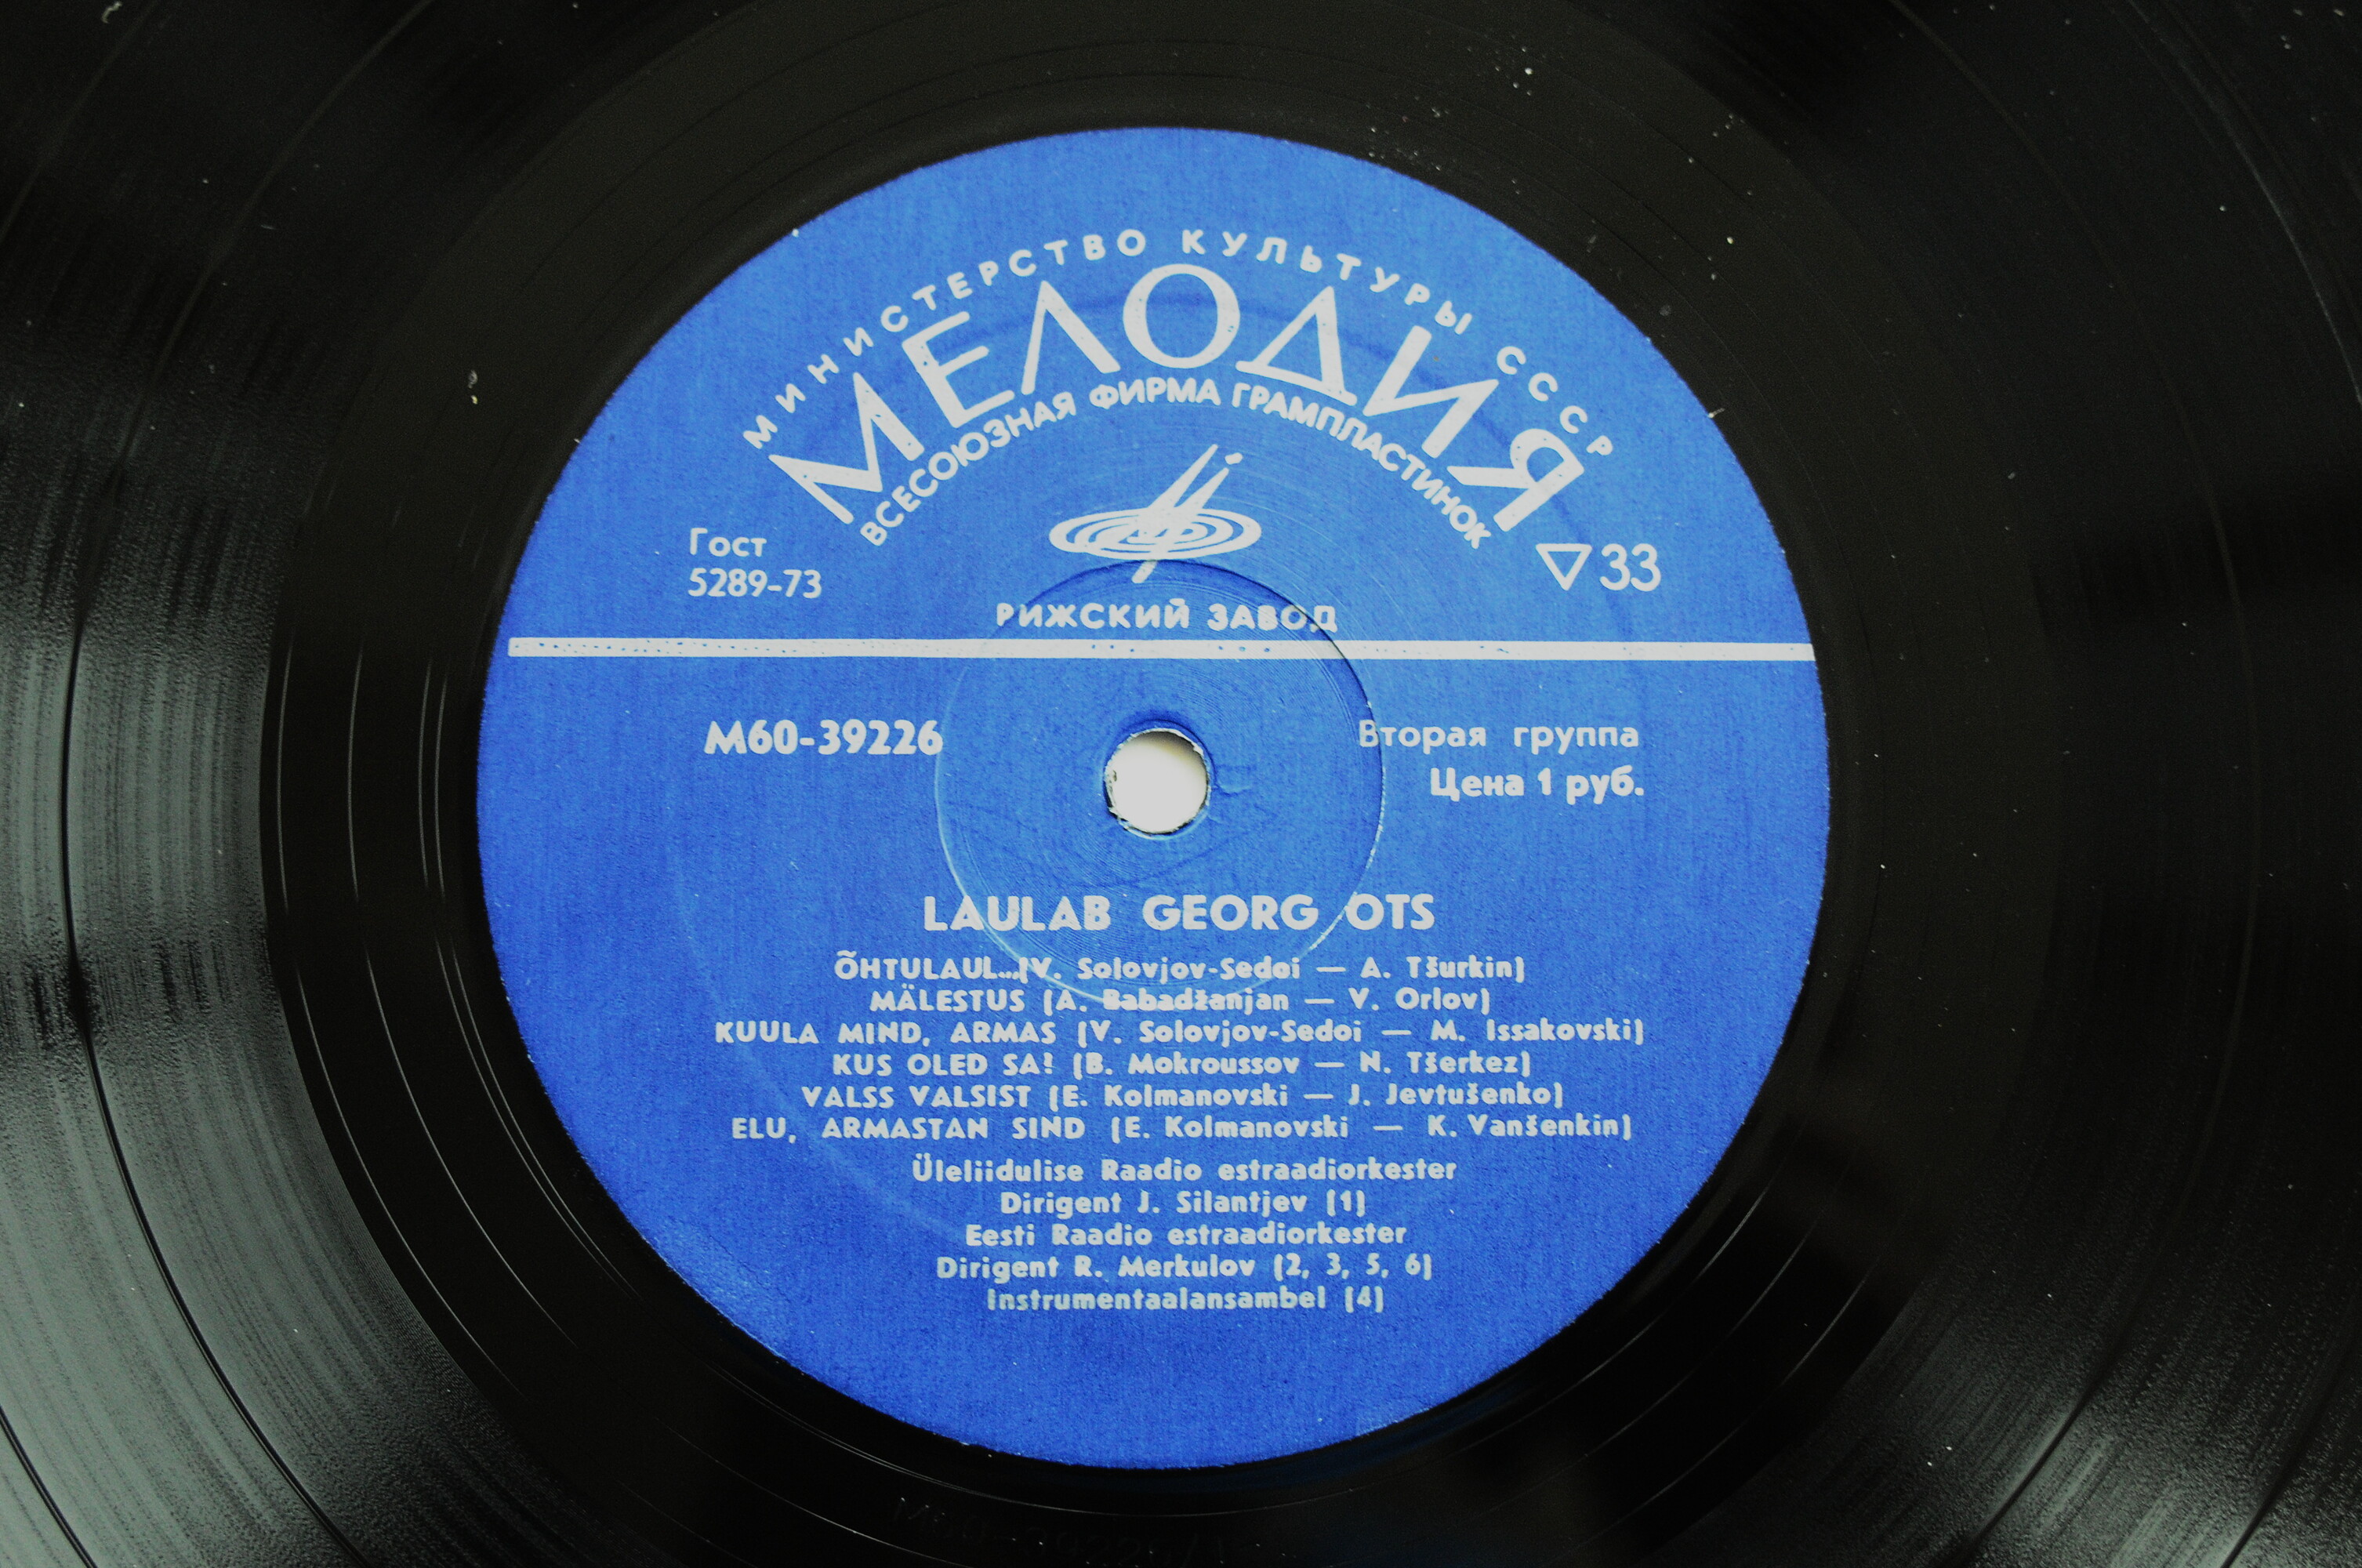 МИНИСТЕРСТВО КУЛЬТУРЫ СССР
МЕЛОДИЯ
ВСЕСОЮЗНАЯ ФИРМА ГРАМПЛАСТИНОК
Гост
5289-73
33
РИЖСКИЙ ЗАВОД
М60-39226
Вторая группа
Цена 1 руб.
LAULAB GEORG OTS
ÕHTULAUL...(V. Solovjov-Sedoi — A. Tšurkin)
MÄLESTUS (A. Babadžanjan — V. Orlov)
KUULA MIND, ARMAS (V. Solovjov-Sedoi — M. Issakovski)
KUS OLED SA? (B. Mokroussov — N. Tšerkez)
VALSS VALSIST (E. Kolmanovski — J. Jevtušenko)
ELU, ARMASTAN SIND (E. Kolmanovski — K. Vanšenkin)
Üleliidulise Raadio estraadiorkester
Dirigent J. Silantjev (1)
Eesti Raadio estraadiorkester
Dirigent R. Merkulov (2, 3, 5, 6)
Instrumentaalansambel (4)